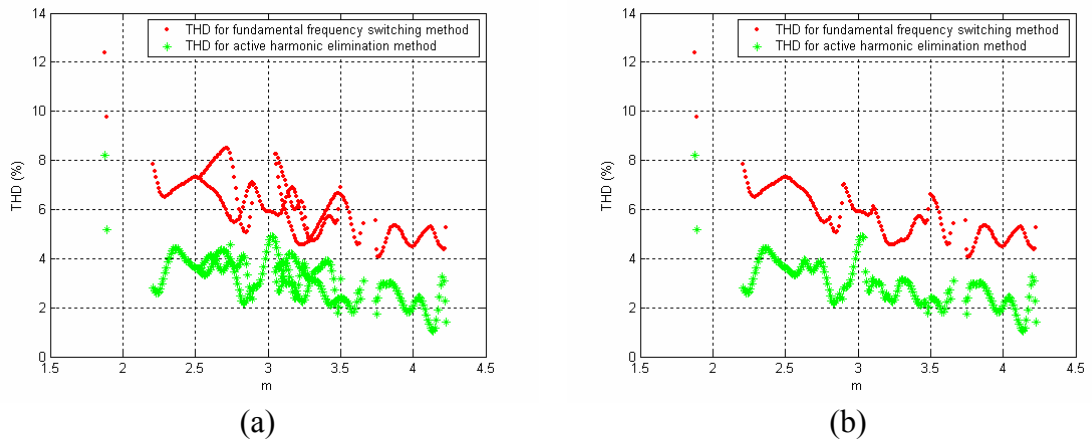 14
12
10
8
6
4
2
0
THD (%)
THD for fundamental frequency switching method
THD for active harmonic elimination method
1.5 2 2.5 3 3.5 4 4.5
m
(a)
14
12
10
8
6
4
2
0
THD (%)
THD for fundamental frequency switching method
THD for active harmonic elimination method
1.5 2 2.5 3 3.5 4 4.5
m
(b)